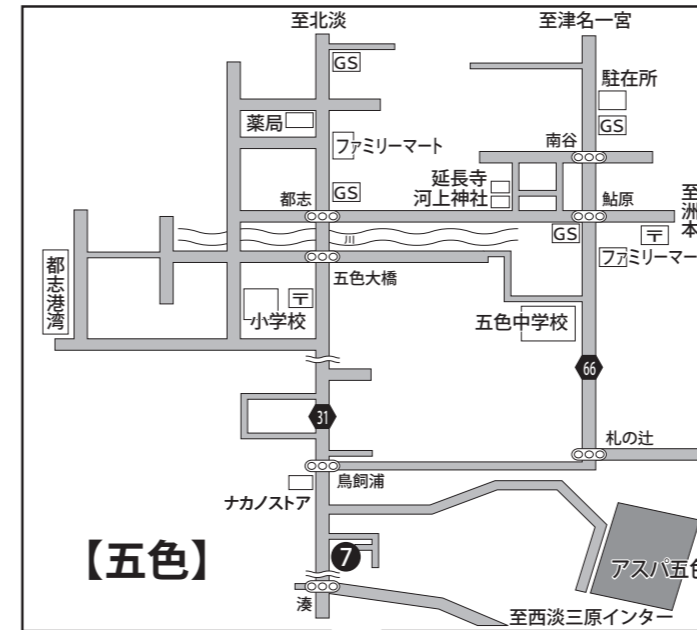 至北淡
至津名一宮
GS
駐在所
薬局
GS
ファミリーマート
南谷
延長寺
河上神社
GS
都志
鮎原
至洲本
GS
〒
川
ファミリーマー
五色大橋
都志港湾
〒
小学校
五色中学校
66
31
札の辻
鳥飼浦
ナカノストア
【五色】
7
アスパ五色
湊
至西淡三原インター